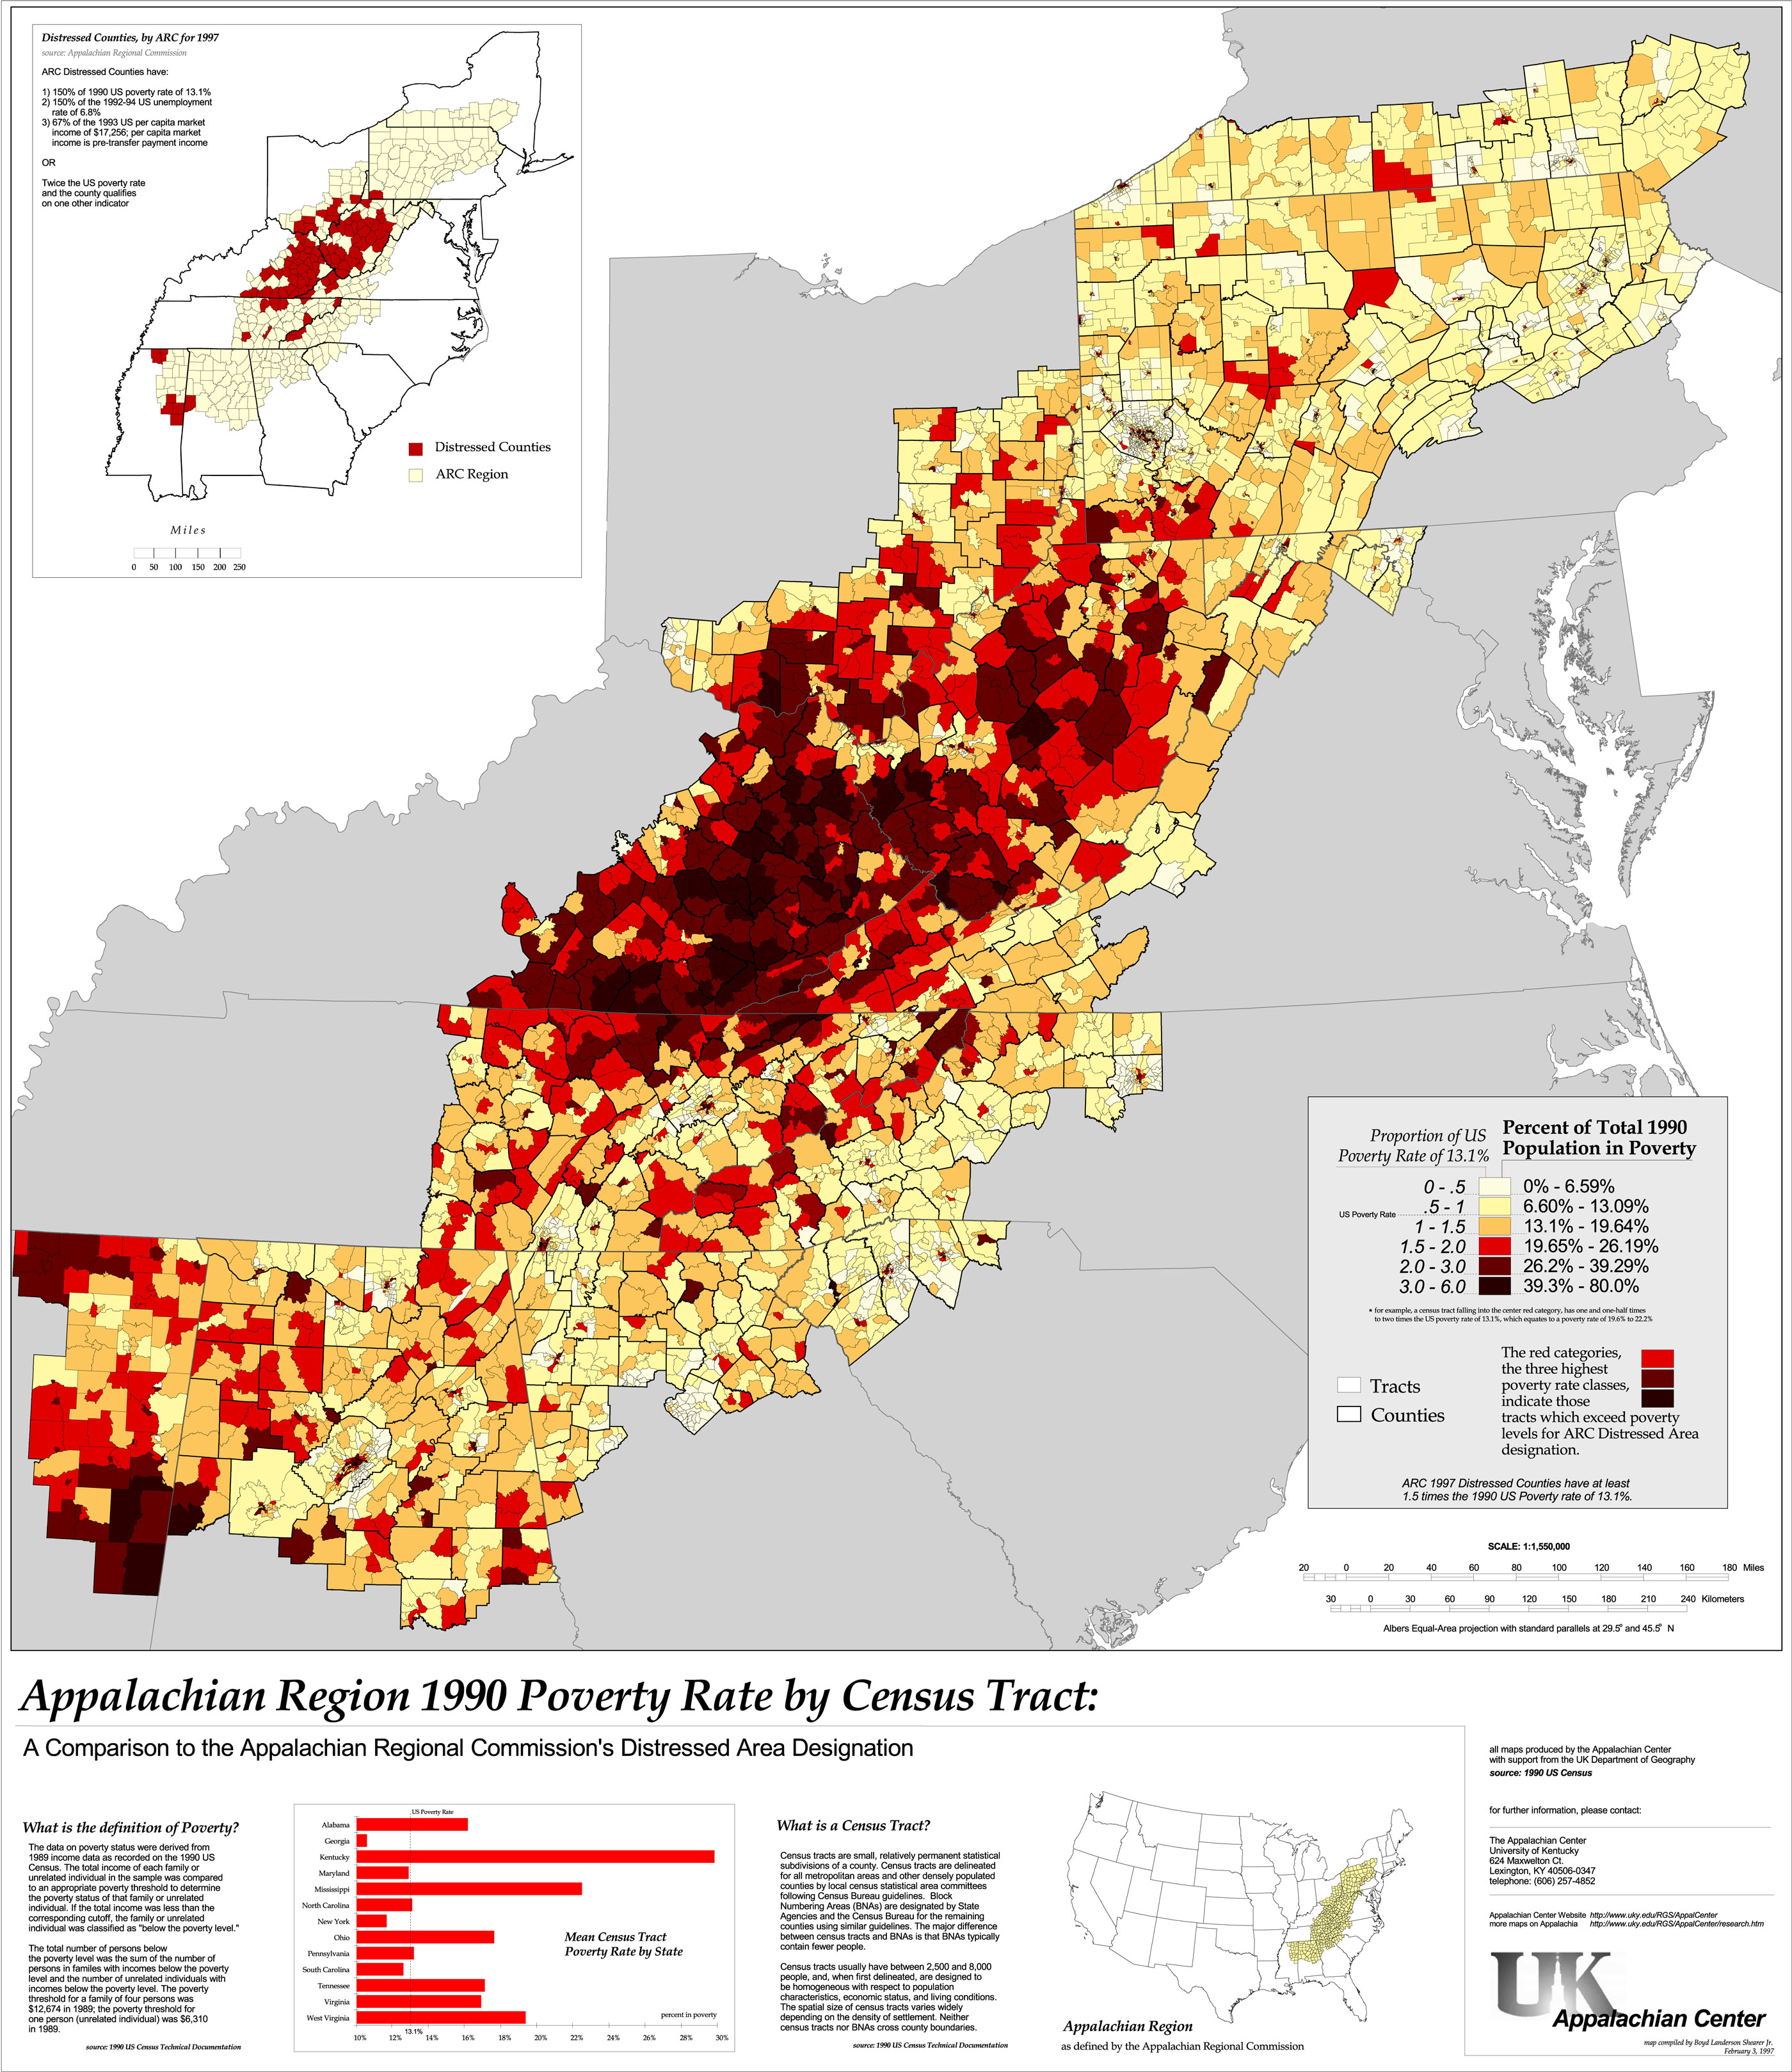 Distressed Counties, by ARC for 1997
source: Appalachian Regional Commission
ARC Distressed Counties have:
1) 150% of 1990 US poverty rate of 13.1%
2) 150% of the 1992-94 US unemployment
rate of 6.8%
3) 67% of the 1993 US per capita market
income of $17,256; per capita market
income is pre-transfer payment income
OR
Twice the US poverty rate
and the county qualifies
on one other indicator
Distressed Counties
ARC Region
Miles
0 50 100 150 200 250
Proportion of US
Poverty Rate of 13.1%
Percent of Total 1990
Population in Poverty
0 - .5 0% - 6.59%
.5 - 1 6.60% - 13.09%
US Poverty Rate
1 - 1.5 13.1% - 19.64%
1.5 - 2.0 19.65% - 26.19%
2.0 - 3.0 26.2% - 39.29%
3.0 - 6.0 39.3% - 80.0%
* for example, a census tract falling into the center red category, has one and one-half times
to two times the US poverty rate of 13.1%, which equates to a poverty rate of 19.6% to 22.2%
Tracts
Counties
The red categories,
the three highest
poverty rate classes,
indicate those
tracts which exceed poverty
levels for ARC Distressed Area
designation.
ARC 1997 Distressed Counties have at least
1.5 times the 1990 US Poverty rate of 13.1%.
SCALE: 1:1,550,000
20 0 20 40 60 80 100 120 140 160 180 Miles
30 0 30 60 90 120 150 180 210 240 Kilometers
Albers Equal-Area projection with standard parallels at 29.5° and 45.5° N
Appalachian Region 1990 Poverty Rate by Census Tract:
A Comparison to the Appalachian Regional Commission's Distressed Area Designation
What is the definition of Poverty?
The data on poverty status were derived from
1989 income data as recorded on the 1990 US
Census. The total income of each family or
unrelated individual in the sample was compared
to an appropriate poverty threshold to determine
the poverty status of that family or unrelated
individual. If the total income was less than the
corresponding cutoff, the family or unrelated
individual was classified as "below the poverty level."
The total number of persons below
the poverty level was the sum of the number of
persons in familes with incomes below the poverty
level and the number of unrelated individuals with
incomes below the poverty level. The poverty
threshold for a family of four persons was
$12,674 in 1989; the poverty threshold for
one person (unrelated individual) was $6,310
in 1989.
source: 1990 US Census Technical Documentation
US Poverty Rate
Alabama
Georgia
Kentucky
Maryland
Mississippi
North Carolina
New York
Ohio
Pennsylvania
South Carolina
Tennessee
Virginia
West Virginia
Mean Census Tract
Poverty Rate by State
percent in poverty
10% 12% 13.1% 14% 16% 18% 20% 22% 24% 26% 28% 30%
source: 1990 US Census Technical Documentation
What is a Census Tract?
Census tracts are small, relatively permanent statistical
subdivisions of a county. Census tracts are delineated
for all metropolitan areas and other densely populated
counties by local census statistical area committees
following Census Bureau guidelines. Block
Numbering Areas (BNAs) are designated by State
Agencies and the Census Bureau for the remaining
counties using similar guidelines. The major difference
between census tracts and BNAs is that BNAs typically
contain fewer people.
Census tracts usually have between 2,500 and 8,000
people, and, when first delineated, are designed to
be homogeneous with respect to population
characteristics, economic status, and living conditions.
The spatial size of census tracts varies widely
depending on the density of settlement. Neither
census tracts nor BNAs cross county boundaries.
source: 1990 US Census Technical Documentation
Appalachian Region
as defined by the Appalachian Regional Commission
all maps produced by the Appalachian Center
with support from the UK Department of Geography
source: 1990 US Census
for further information, please contact:
The Appalachian Center
University of Kentucky
624 Maxwelton Ct.
Lexington, KY 40506-0347
telephone: (606) 257-4852
Appalachian Center Website http://www.uky.edu/RGS/AppalCenter
more maps on Appalachia http://www.uky.edu/RGS/AppalCenter/research.htm
UK
Appalachian Center
map compiled by Boyd Landerson Shearer Jr.
February 3, 1997